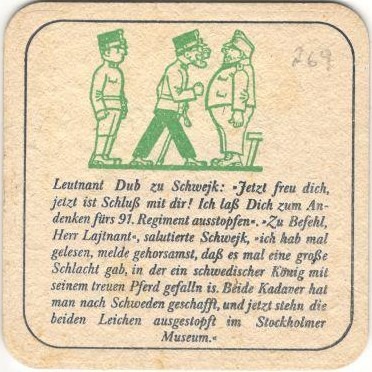 269
Leutnant Dub zu Schwejk: »Jetzt freu dich,
jetzt ist Schluß mit dir! Ich laß Dich zum An-
denken fürs 91. Regiment ausstopfen«. »Zu Befehl,
Herr Lajtnant«, salutierte Schwejk, »ich hab mal
gelesen, melde gehorsamst, daß es mal eine große
Schlacht gab, in der ein schwedischer König mit
seinem treuen Pferd gefalln is. Beide Kadaver hat
man nach Schweden geschafft, und jetzt stehn die
beiden Leichen ausgestopft im Stockholmer
Museum.«